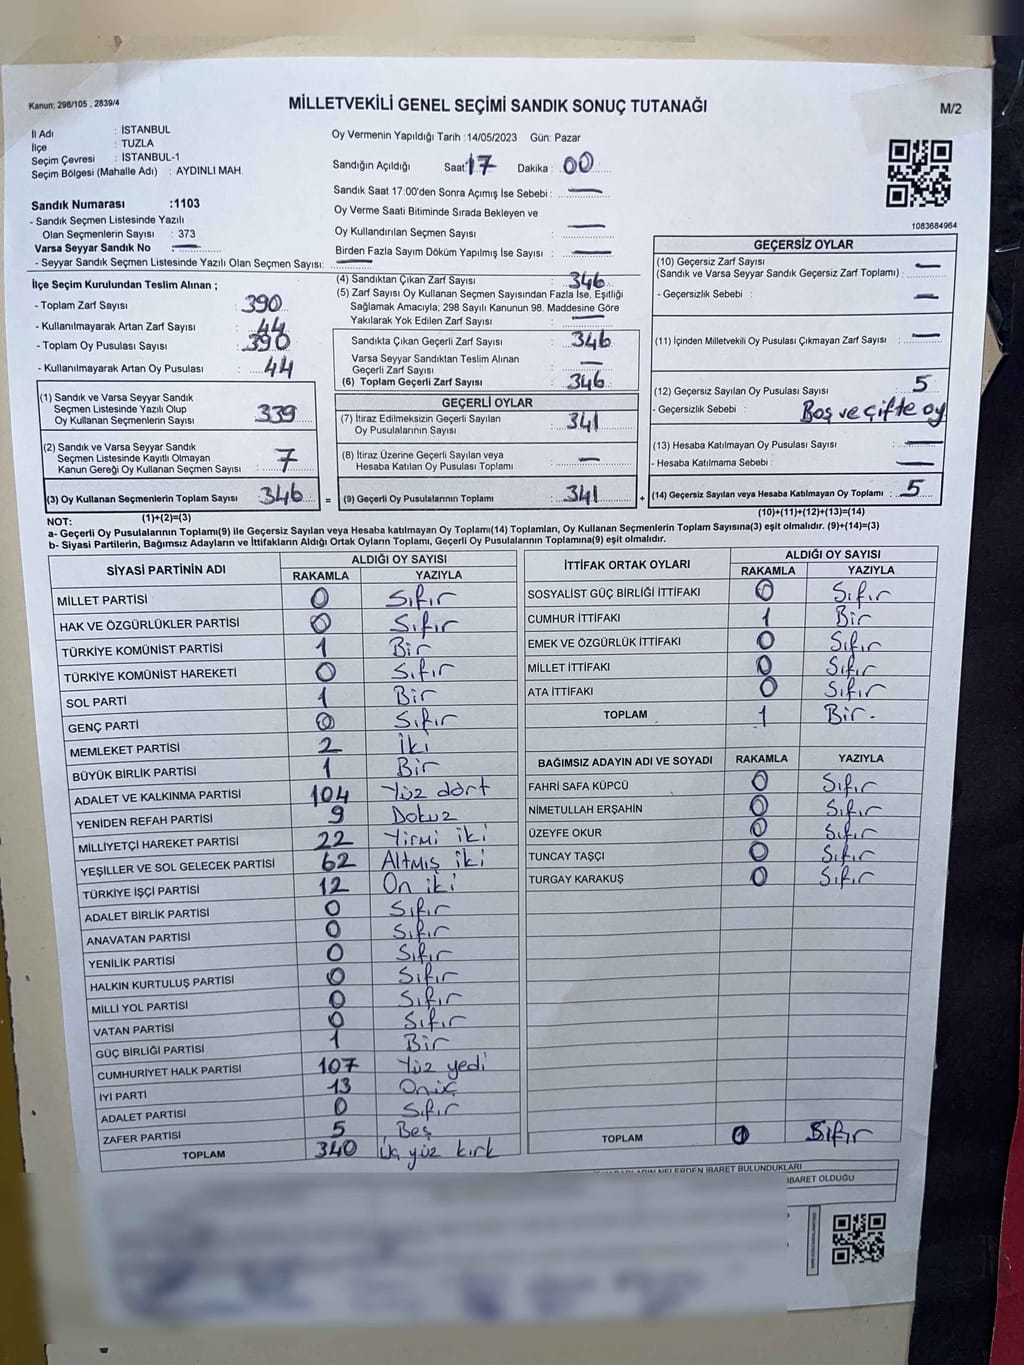 Kanun; 298/105 , 2839/4
MİLLETVEKİLİ GENEL SEÇİMİ SANDIK SONUÇ TUTANAĞI
M/2
İl Adı : İSTANBUL
İlçe : TUZLA
Seçim Çevresi : İSTANBUL-1
Seçim Bölgesi (Mahalle Adı) : AYDINLI MAH.
Sandık Numarası :1103
- Sandık Seçmen Listesinde Yazılı
Olan Seçmenlerin Sayısı : 373
Varsa Seyyar Sandık No : —
- Seyyar Sandık Seçmen Listesinde Yazılı Olan Seçmen Sayısı: —
Oy Vermenin Yapıldığı Tarih : 14/05/2023 Gün: Pazar
Sandığın Açıldığı Saat 17 Dakika : 00
Sandık Saat 17:00'den Sonra Açımış İse Sebebi : —
Oy Verme Saati Bitiminde Sırada Bekleyen ve
Oy Kullandırılan Seçmen Sayısı : —
Birden Fazla Sayım Döküm Yapılmış İse Sayısı : —
1083684964
İlçe Seçim Kurulundan Teslim Alınan ;
- Toplam Zarf Sayısı : 390
- Kullanılmayarak Artan Zarf Sayısı : 44
- Toplam Oy Pusulası Sayısı : 390
- Kullanılmayarak Artan Oy Pusulası : 44
(1) Sandık ve Varsa Seyyar Sandık
Seçmen Listesinde Yazılı Olup
Oy Kullanan Seçmenlerin Sayısı : 339
(2) Sandık ve Varsa Seyyar Sandık
Seçmen Listesinde Kayıtlı Olmayan
Kanun Gereği Oy Kullanan Seçmen Sayısı : 7
(3) Oy Kullanan Seçmenlerin Toplam Sayısı : 346
(1)+(2)=(3)
(4) Sandıktan Çıkan Zarf Sayısı : 346
(5) Zarf Sayısı Oy Kullanan Seçmen Sayısından Fazla İse, Eşitliği
Sağlamak Amacıyla; 298 Sayılı Kanunun 98. Maddesine Göre
Yakılarak Yok Edilen Zarf Sayısı : —
Sandıkta Çıkan Geçerli Zarf Sayısı : 346
Varsa Seyyar Sandıktan Teslim Alınan
Geçerli Zarf Sayısı : —
(6) Toplam Geçerli Zarf Sayısı : 346
GEÇERLİ OYLAR
(7) İtiraz Edilmeksizin Geçerli Sayılan
Oy Pusulalarının Sayısı : 341
(8) İtiraz Üzerine Geçerli Sayılan veya
Hesaba Katılan Oy Pusulası Toplamı : —
= (9) Geçerli Oy Pusulalarının Toplamı : 341
GEÇERSİZ OYLAR
(10) Geçersiz Zarf Sayısı
(Sandık ve Varsa Seyyar Sandık Geçersiz Zarf Toplamı) : —
- Geçersizlik Sebebi : —
(11) İçinden Milletvekili Oy Pusulası Çıkmayan Zarf Sayısı : —
(12) Geçersiz Sayılan Oy Pusulası Sayısı : 5
- Geçersizlik Sebebi : Boş ve çifte oy
(13) Hesaba Katılmayan Oy Pusulası Sayısı : —
- Hesaba Katılmama Sebebi : —
+ (14) Geçersiz Sayılan veya Hesaba Katılmayan Oy Toplamı : 5
(10)+(11)+(12)+(13)=(14)
NOT:
a- Geçerli Oy Pusulalarının Toplamı(9) ile Geçersiz Sayılan veya Hesaba katılmayan Oy Toplamı(14) Toplamları, Oy Kullanan Seçmenlerin Toplam Sayısına(3) eşit olmalıdır. (9)+(14)=(3)
b- Siyasi Partilerin, Bağımsız Adayların ve İttifakların Aldığı Ortak Oyların Toplamı, Geçerli Oy Pusulalarının Toplamına(9) eşit olmalıdır.
SİYASİ PARTİNİN ADI ALDIĞI OY SAYISI
RAKAMLA YAZIYLA
MİLLET PARTİSİ 0 Sıfır
HAK VE ÖZGÜRLÜKLER PARTİSİ 0 Sıfır
TÜRKİYE KOMÜNİST PARTİSİ 1 Bir
TÜRKİYE KOMÜNİST HAREKETİ 0 Sıfır
SOL PARTİ 1 Bir
GENÇ PARTİ 0 Sıfır
MEMLEKET PARTİSİ 2 İki
BÜYÜK BİRLİK PARTİSİ 1 Bir
ADALET VE KALKINMA PARTİSİ 104 Yüz dört
YENİDEN REFAH PARTİSİ 9 Dokuz
MİLLİYETÇİ HAREKET PARTİSİ 22 Yirmi iki
YEŞİLLER VE SOL GELECEK PARTİSİ 62 Altmış iki
TÜRKİYE İŞÇİ PARTİSİ 12 On iki
ADALET BİRLİK PARTİSİ 0 Sıfır
ANAVATAN PARTİSİ 0 Sıfır
YENİLİK PARTİSİ 0 Sıfır
HALKIN KURTULUŞ PARTİSİ 0 Sıfır
MİLLİ YOL PARTİSİ 0 Sıfır
VATAN PARTİSİ 0 Sıfır
GÜÇ BİRLİĞİ PARTİSİ 1 Bir
CUMHURİYET HALK PARTİSİ 107 Yüz yedi
İYİ PARTİ 13 Onüç
ADALET PARTİSİ 0 Sıfır
ZAFER PARTİSİ 5 Beş
TOPLAM 340 Üç yüz kırk
İTTİFAK ORTAK OYLARI ALDIĞI OY SAYISI
RAKAMLA YAZIYLA
SOSYALİST GÜÇ BİRLİĞİ İTTİFAKI 0 Sıfır
CUMHUR İTTİFAKI 1 Bir
EMEK VE ÖZGÜRLÜK İTTİFAKI 0 Sıfır
MİLLET İTTİFAKI 0 Sıfır
ATA İTTİFAKI 0 Sıfır
TOPLAM 1 Bir.
BAĞIMSIZ ADAYIN ADI VE SOYADI RAKAMLA YAZIYLA
FAHRİ SAFA KÜPCÜ 0 Sıfır
NİMETULLAH ERŞAHİN 0 Sıfır
ÜZEYFE OKUR 0 Sıfır
TUNCAY TAŞÇI 0 Sıfır
TURGAY KARAKUŞ 0 Sıfır
TOPLAM 0 Sıfır
NELERDEN İBARET BULUNDUKLARI
İBARET OLDUĞU